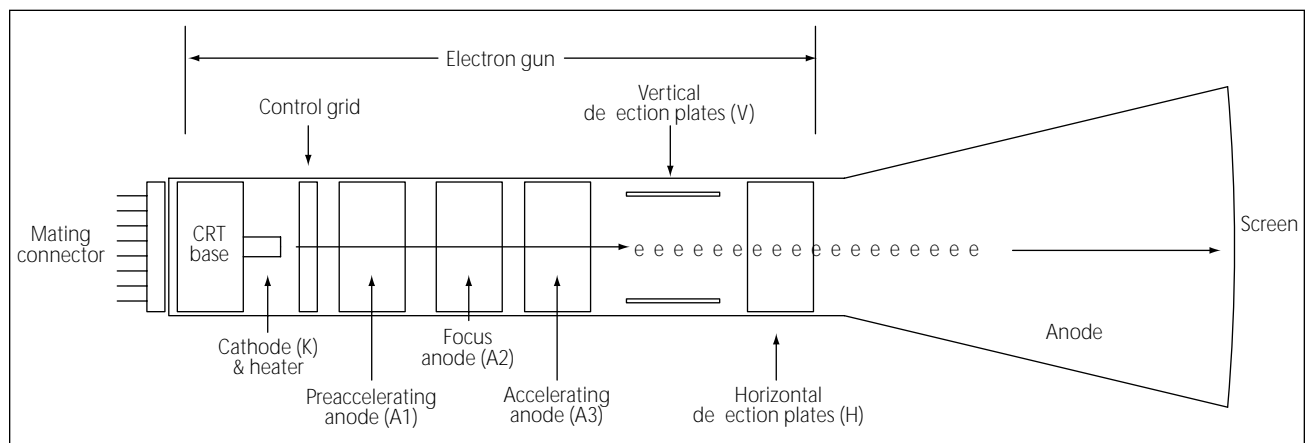 Electron gun
Control grid
Vertical
de ection plates (V)
Mating
connector
CRT
base
e e e e e e e e e e e e e e e e e e
Screen
Anode
Cathode (K)
& heater
Focus
anode (A2)
Preaccelerating
anode (A1)
Accelerating
anode (A3)
Horizontal
de ection plates (H)